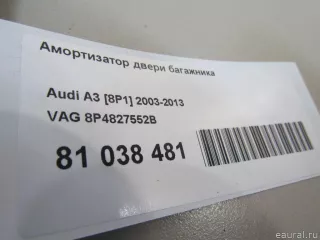 Амортизатор двери багажника
Audi A3 [8P1] 2003-2013
VAG 8P4827552B
81 038 481
eaural.ru